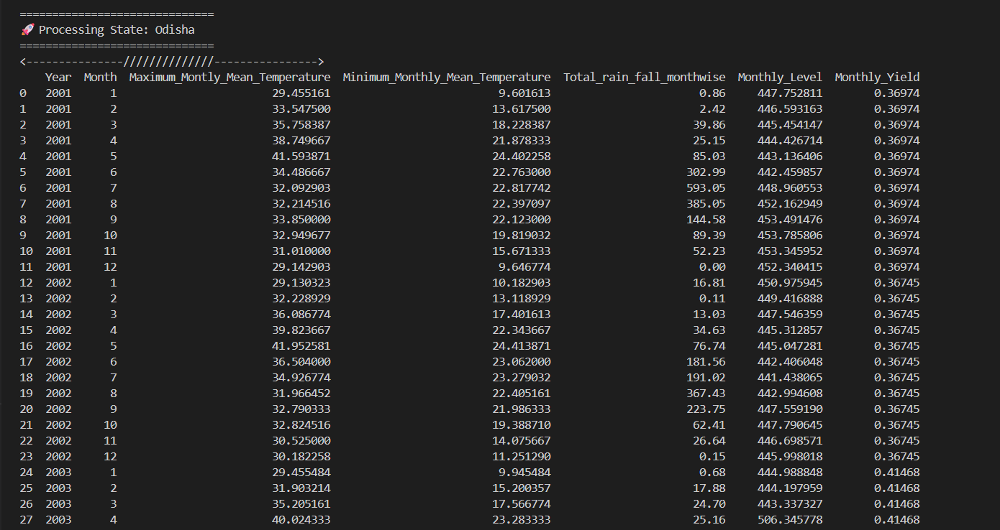 ==============================
🚀 Processing State: Odisha
==============================
<---------------//////////////---------------->
Year Month Maximum_Montly_Mean_Temperature Minimum_Monthly_Mean_Temperature Total_rain_fall_monthwise Monthly_Level Monthly_Yield
0 2001 1 29.455161 9.601613 0.86 447.752811 0.36974
1 2001 2 33.547500 13.617500 2.42 446.593163 0.36974
2 2001 3 35.758387 18.228387 39.86 445.454147 0.36974
3 2001 4 38.749667 21.878333 25.15 444.426714 0.36974
4 2001 5 41.593871 24.402258 85.03 443.136406 0.36974
5 2001 6 34.486667 22.763000 302.99 442.459857 0.36974
6 2001 7 32.092903 22.817742 593.05 448.960553 0.36974
7 2001 8 32.214516 22.397097 385.05 452.162949 0.36974
8 2001 9 33.850000 22.123000 144.58 453.491476 0.36974
9 2001 10 32.949677 19.819032 89.39 453.785806 0.36974
10 2001 11 31.010000 15.671333 52.23 453.345952 0.36974
11 2001 12 29.142903 9.646774 0.00 452.340415 0.36974
12 2002 1 29.130323 10.182903 16.81 450.975945 0.36745
13 2002 2 32.228929 13.118929 0.11 449.416888 0.36745
14 2002 3 36.086774 17.401613 13.03 447.546359 0.36745
15 2002 4 39.823667 22.343667 34.63 445.312857 0.36745
16 2002 5 41.952581 24.413871 76.74 445.047281 0.36745
17 2002 6 36.504000 23.062000 181.56 442.406048 0.36745
18 2002 7 34.926774 23.279032 191.02 441.438065 0.36745
19 2002 8 31.966452 22.405161 367.43 442.994608 0.36745
20 2002 9 32.790333 21.986333 223.75 447.559190 0.36745
21 2002 10 32.824516 19.388710 62.41 447.790645 0.36745
22 2002 11 30.525000 14.075667 26.64 446.698571 0.36745
23 2002 12 30.182258 11.251290 0.15 445.998018 0.36745
24 2003 1 29.455484 9.945484 0.68 444.988848 0.41468
25 2003 2 31.903214 15.200357 17.88 444.197959 0.41468
26 2003 3 35.205161 17.566774 24.70 443.337327 0.41468
27 2003 4 40.024333 23.283333 25.16 506.345778 0.41468